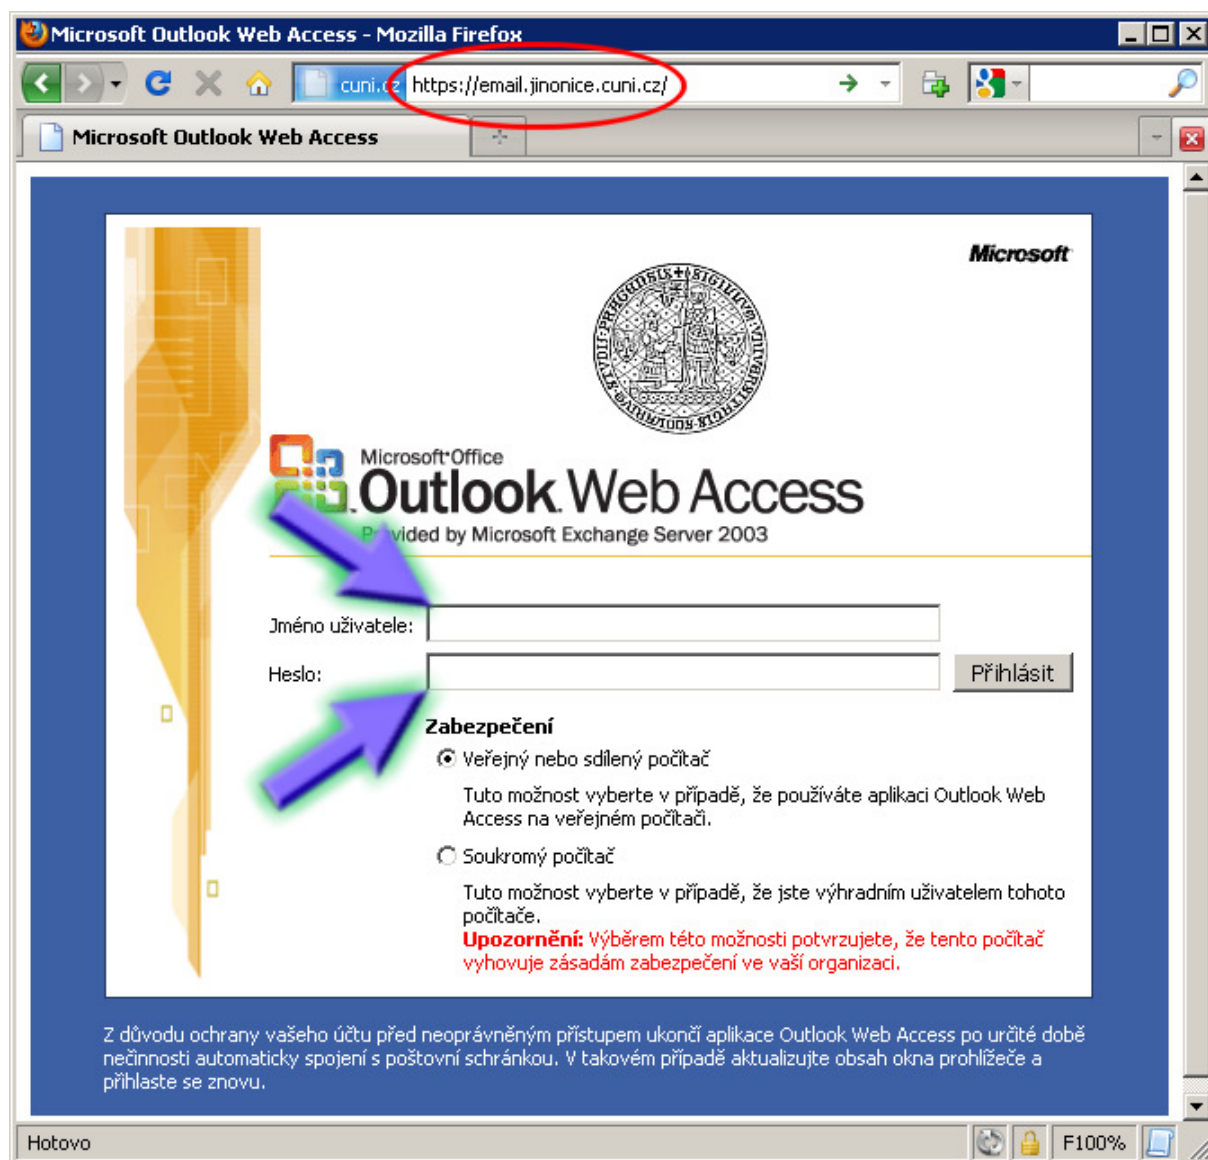 Microsoft Outlook Web Access - Mozilla Firefox
cuni.cz https://email.jinonice.cuni.cz/
Microsoft Outlook Web Access
Microsoft
Microsoft Office
Outlook Web Access
Provided by Microsoft Exchange Server 2003
Jméno uživatele:
Heslo:
Přihlásit
Zabezpečení
Veřejný nebo sdílený počítač
Tuto možnost vyberte v případě, že používáte aplikaci Outlook Web
Access na veřejném počítači.
Soukromý počítač
Tuto možnost vyberte v případě, že jste výhradním uživatelem tohoto
počítače.
Upozornění: Výběrem této možnosti potvrzujete, že tento počítač
vyhovuje zásadám zabezpečení ve vaší organizaci.
Z důvodu ochrany vašeho účtu před neoprávněným přístupem ukončí aplikace Outlook Web Access po určité době
nečinnosti automaticky spojení s poštovní schránkou. V takovém případě aktualizujte obsah okna prohlížeče a
přihlaste se znovu.
Hotovo
F100%